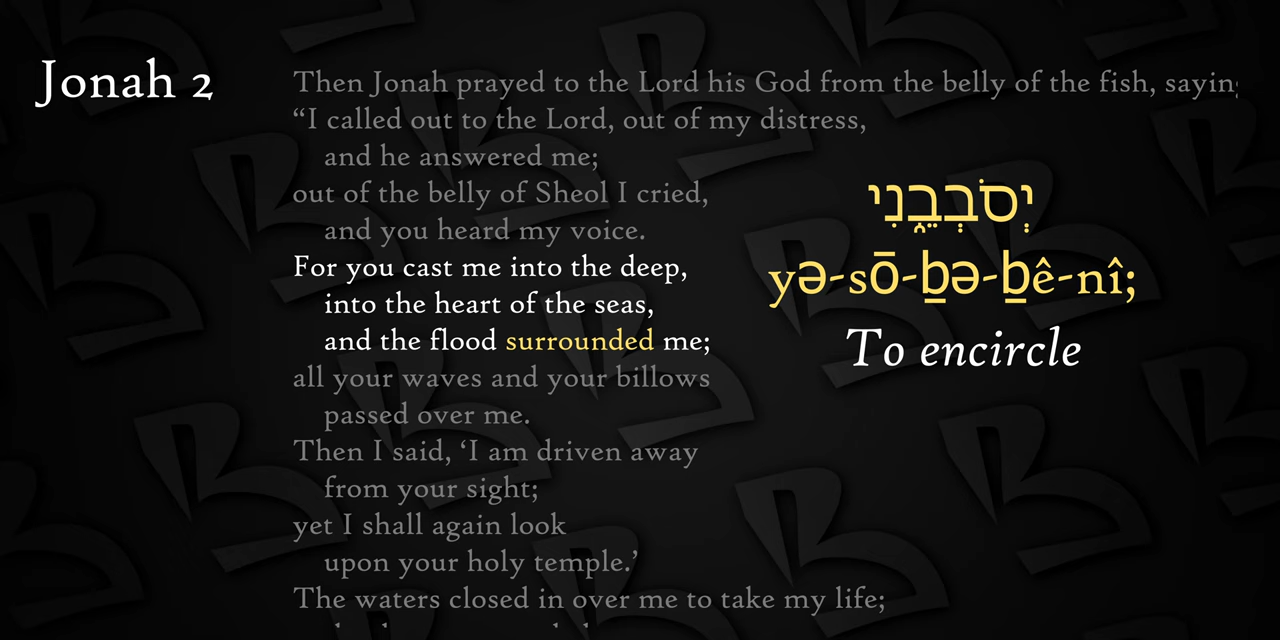 Jonah 2
Then Jonah prayed to the Lord his God from the belly of the fish, saying
“I called out to the Lord, out of my distress,
and he answered me;
out of the belly of Sheol I cried,
and you heard my voice.
For you cast me into the deep,
into the heart of the seas,
and the flood surrounded me;
all your waves and your billows
passed over me.
Then I said, ‘I am driven away
from your sight;
yet I shall again look
upon your holy temple.’
The waters closed in over me to take my life;
יְסֹבְבֵ֑נִי
yə-sō-ḇə-ḇê-nî;
To encircle